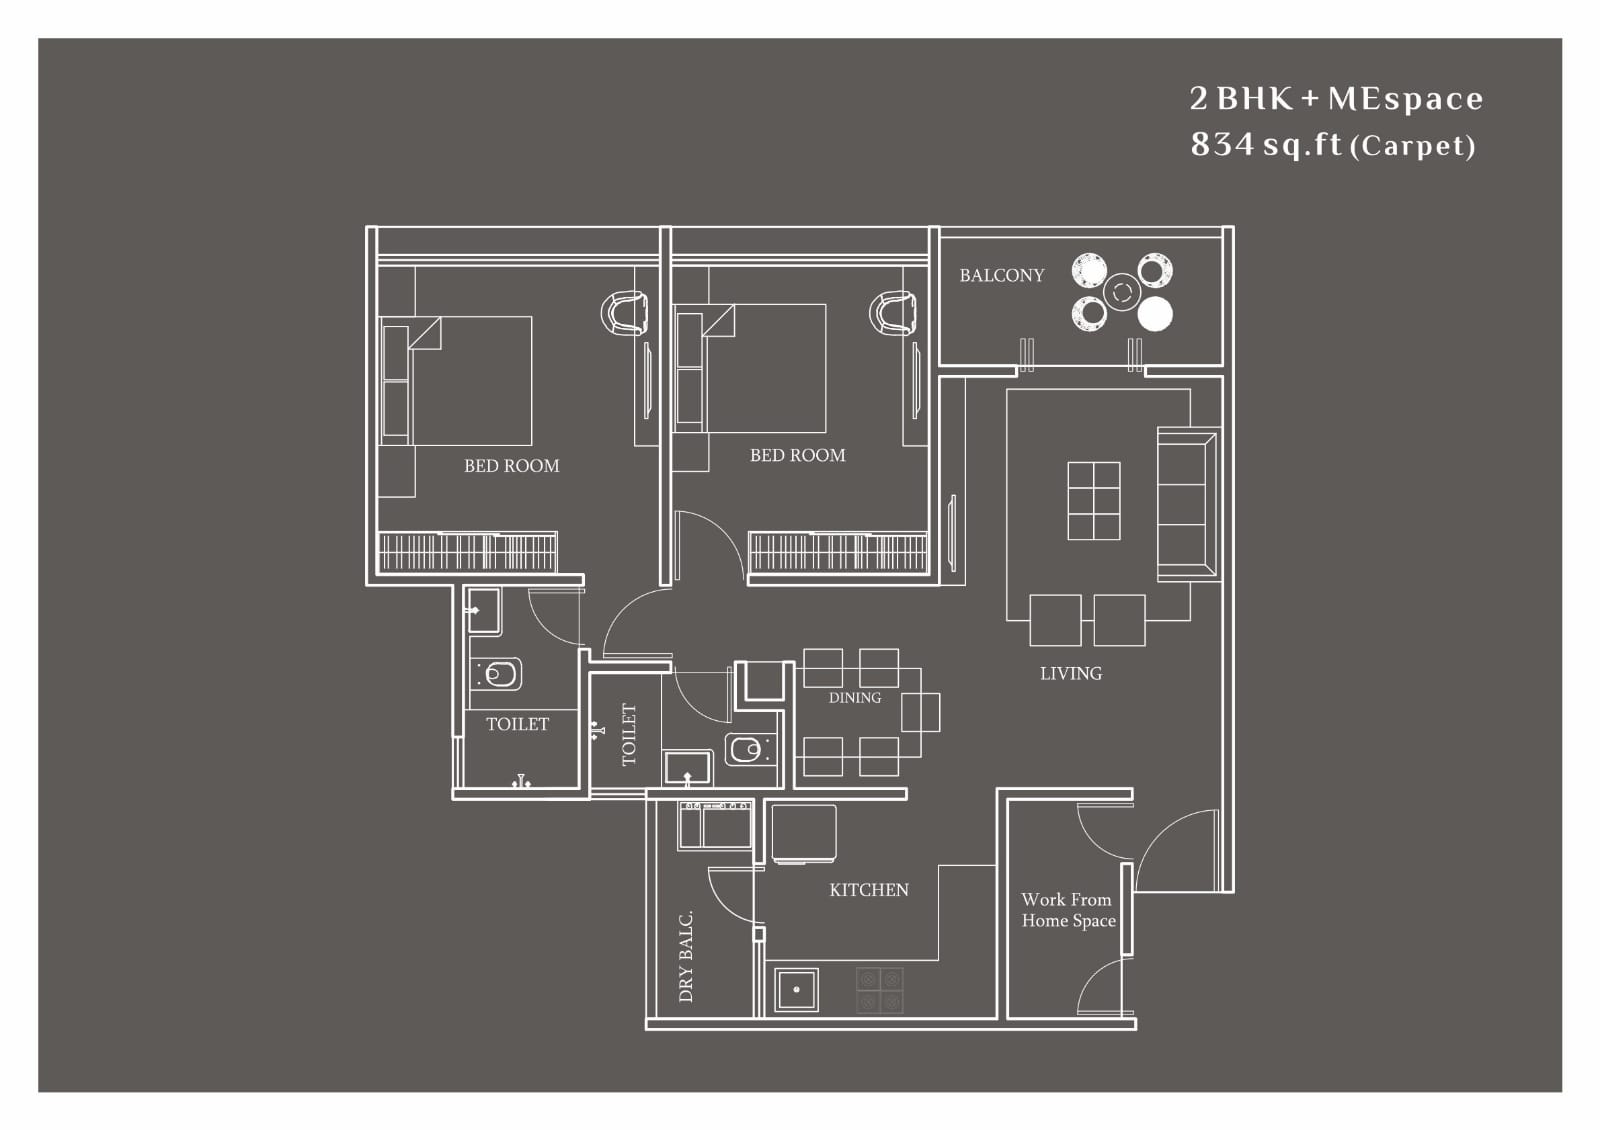 2 BHK + MEspace
834 sq.ft (Carpet)
BALCONY
BED ROOM
BED ROOM
LIVING
DINING
TOILET
TOILET
KITCHEN
Work From
Home Space
DRY BALC.